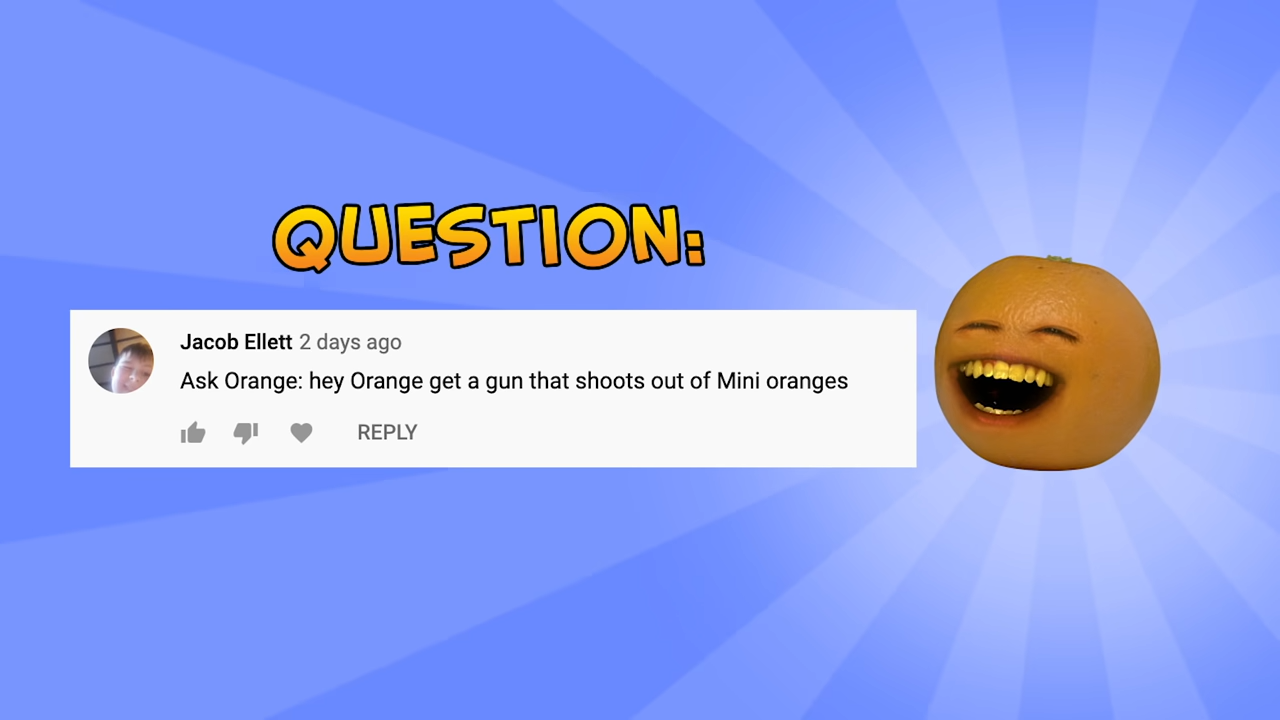 QUESTION:
Jacob Ellett 2 days ago
Ask Orange: hey Orange get a gun that shoots out of Mini oranges
REPLY